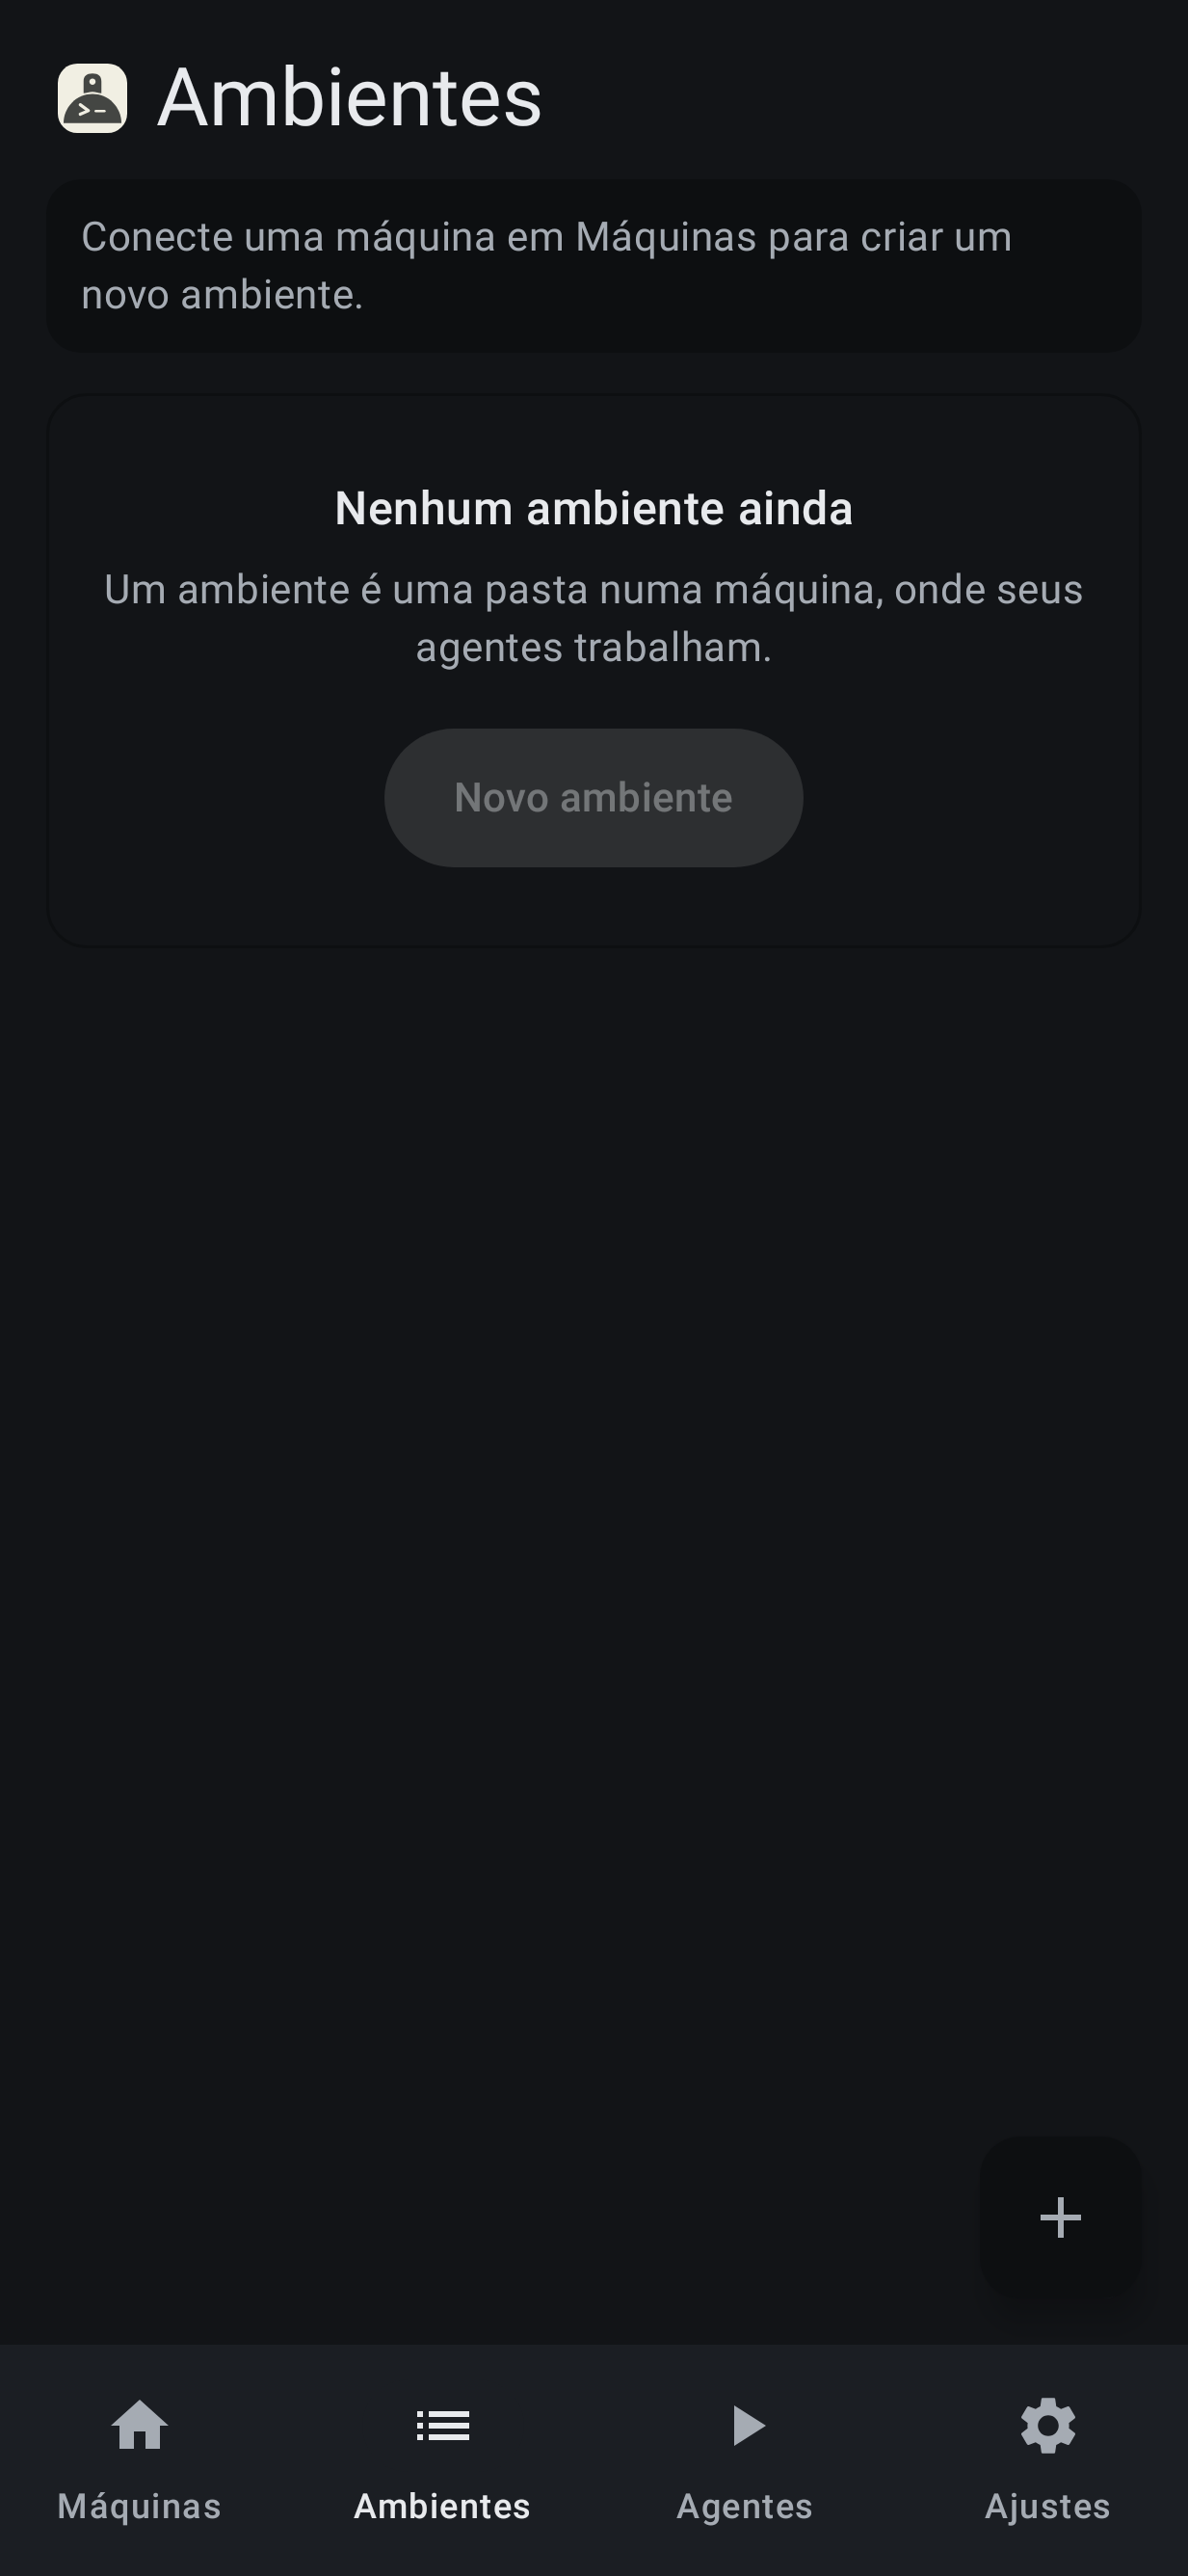 Ambientes
Conecte uma máquina em Máquinas para criar um
novo ambiente.
Nenhum ambiente ainda
Um ambiente é uma pasta numa máquina, onde seus
agentes trabalham.
Novo ambiente
Máquinas
Ambientes
Agentes
Ajustes